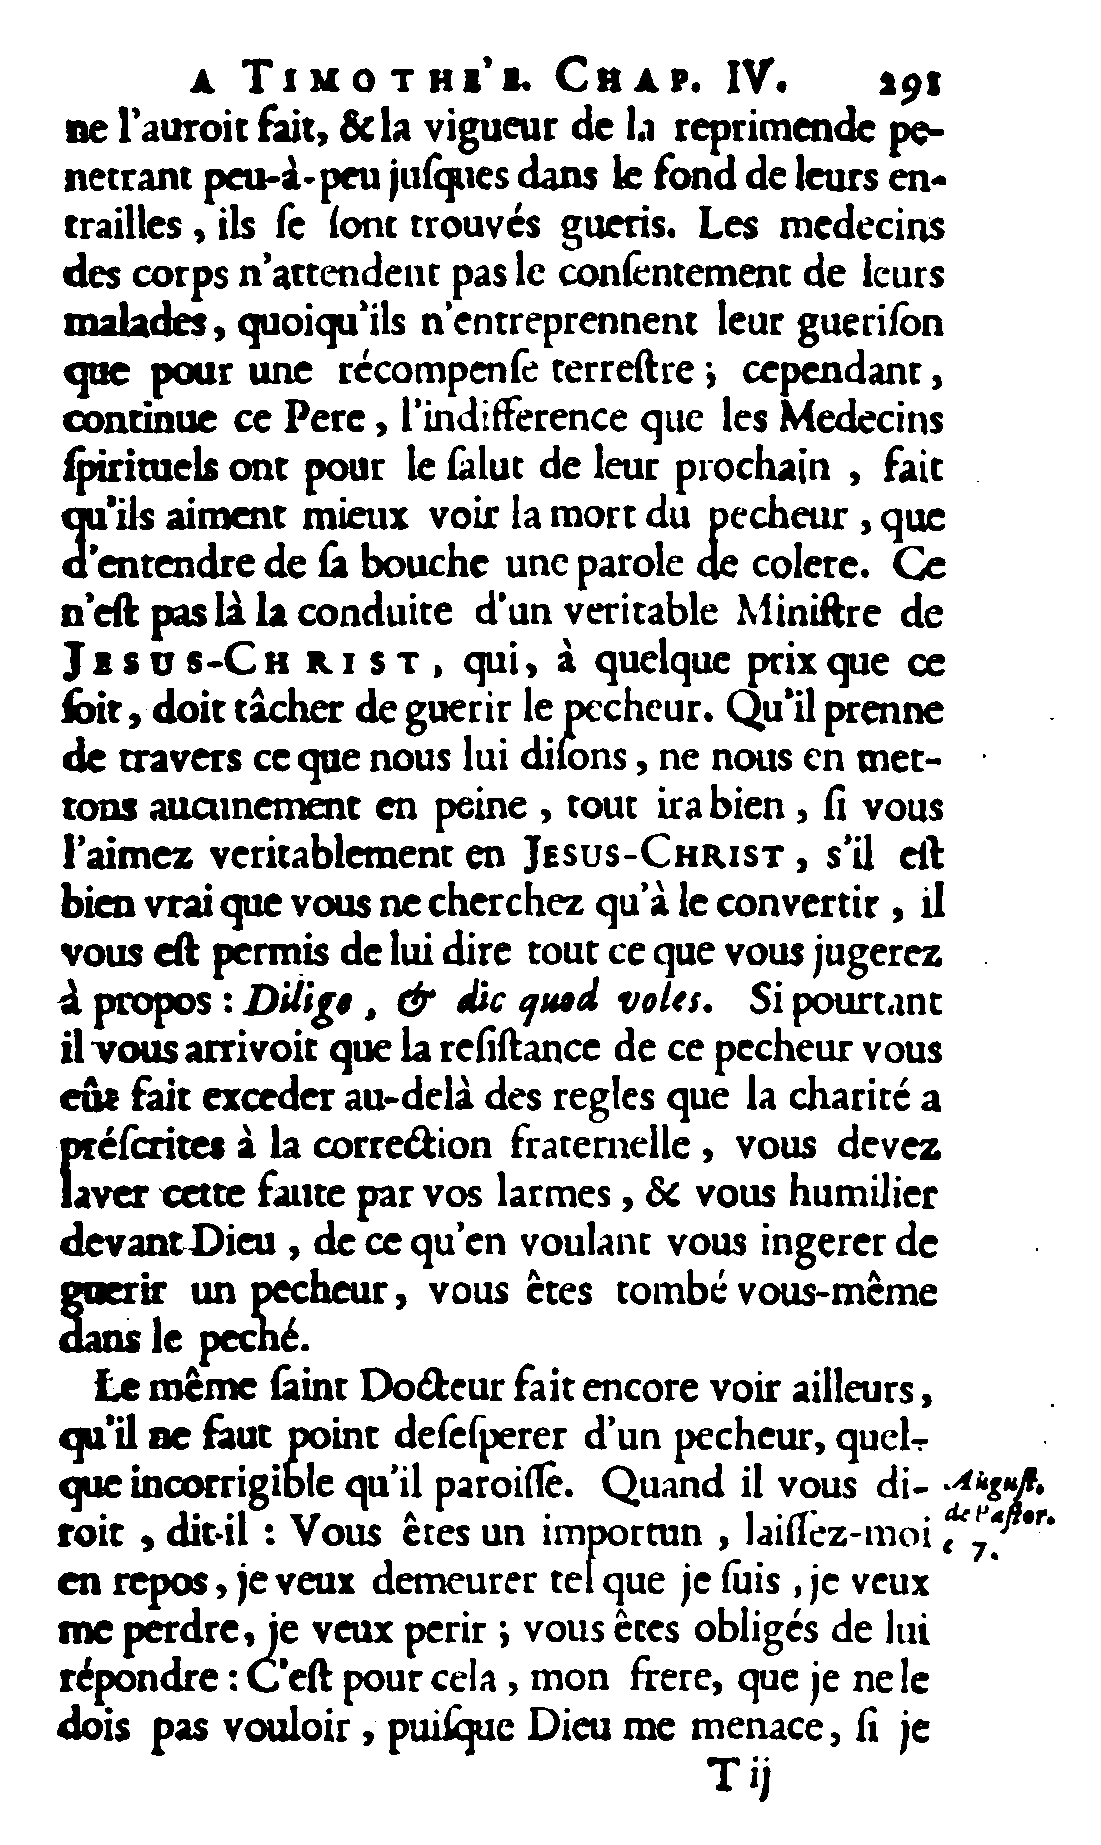 A TIMOTHE'E. CHAP. IV. 291
ne l'auroit fait, & la vigueur de la reprimende pe-
netrant peu-à-peu juſques dans le fond de leurs en-
trailles, ils ſe ſont trouvés gueris. Les medecins
des corps n'attendent pas le conſentement de leurs
malades, quoiqu'ils n'entreprennent leur gueriſon
que pour une récompenſe terreſtre; cependant,
continue ce Pere, l'indifference que les Medecins
ſpirituels ont pour le ſalut de leur prochain, fait
qu'ils aiment mieux voir la mort du pecheur, que
d'entendre de ſa bouche une parole de colere. Ce
n'eſt pas là la conduite d'un veritable Miniſtre de
JESUS-CHRIST, qui, à quelque prix que ce
ſoit, doit tâcher de guerir le pecheur. Qu'il prenne
de travers ce que nous lui diſons, ne nous en met-
tons aucunement en peine, tout ira bien, ſi vous
l'aimez veritablement en JESUS-CHRIST, s'il eſt
bien vrai que vous ne cherchez qu'à le convertir, il
vous eſt permis de lui dire tout ce que vous jugerez
à propos: Dilige, & dic quod voles. Si pourtant
il vous arrivoit que la reſiſtance de ce pecheur vous
eût fait exceder au-delà des regles que la charité a
préſcrites à la correction fraternelle, vous devez
laver cette faute par vos larmes, & vous humilier
devant Dieu, de ce qu'en voulant vous ingerer de
guerir un pecheur, vous êtes tombé vous-même
dans le peché.
Le même ſaint Docteur fait encore voir ailleurs,
qu'il ne faut point deſeſperer d'un pecheur, quel-
que incorrigible qu'il paroiſſe. Quand il vous di-
roit, dit-il: Vous êtes un importun, laiſſez-moi
en repos, je veux demeurer tel que je ſuis, je veux
me perdre, je veux perir; vous êtes obligés de lui
répondre: C'eſt pour cela, mon frere, que je ne le
dois pas vouloir, puiſque Dieu me menace, ſi je
Auguſt.
de Paſtor.
c 7.
T ij